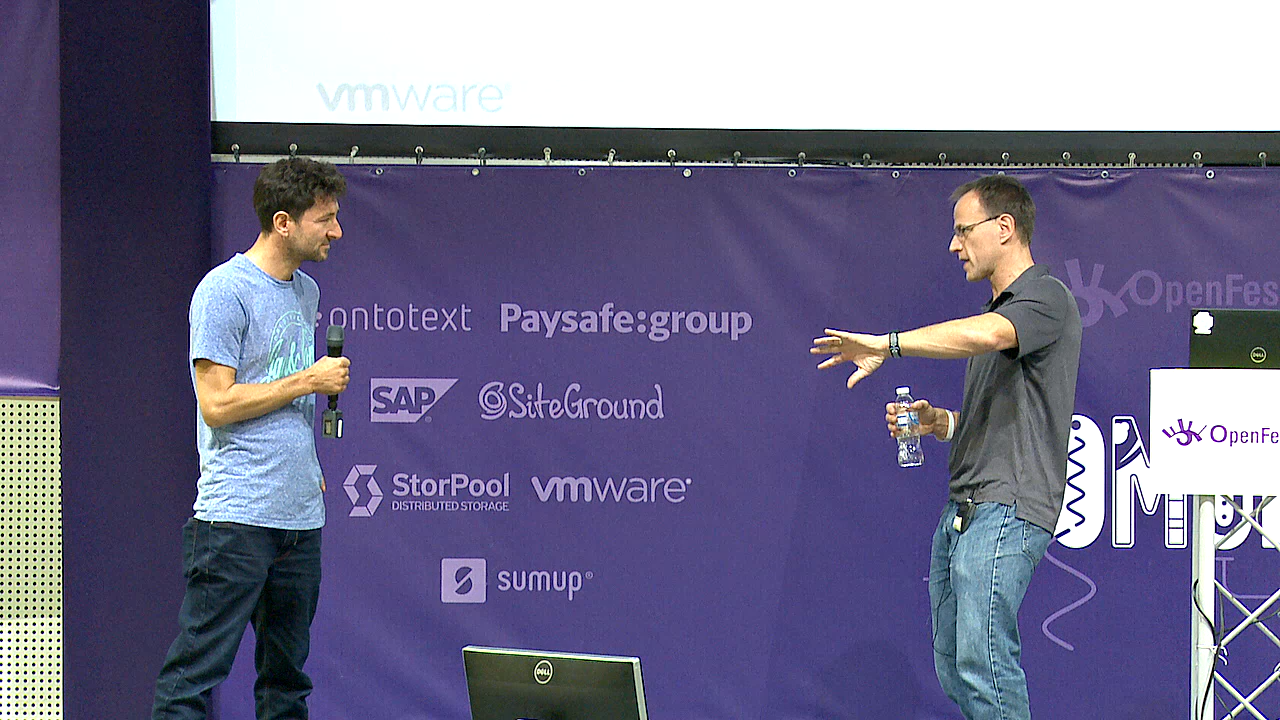 vmware
ontotext Paysafe:group
OpenFes
SAP SiteGround
DELL
OpenFe
StorPool
DISTRIBUTED STORAGE
vmware
sumup
DELL